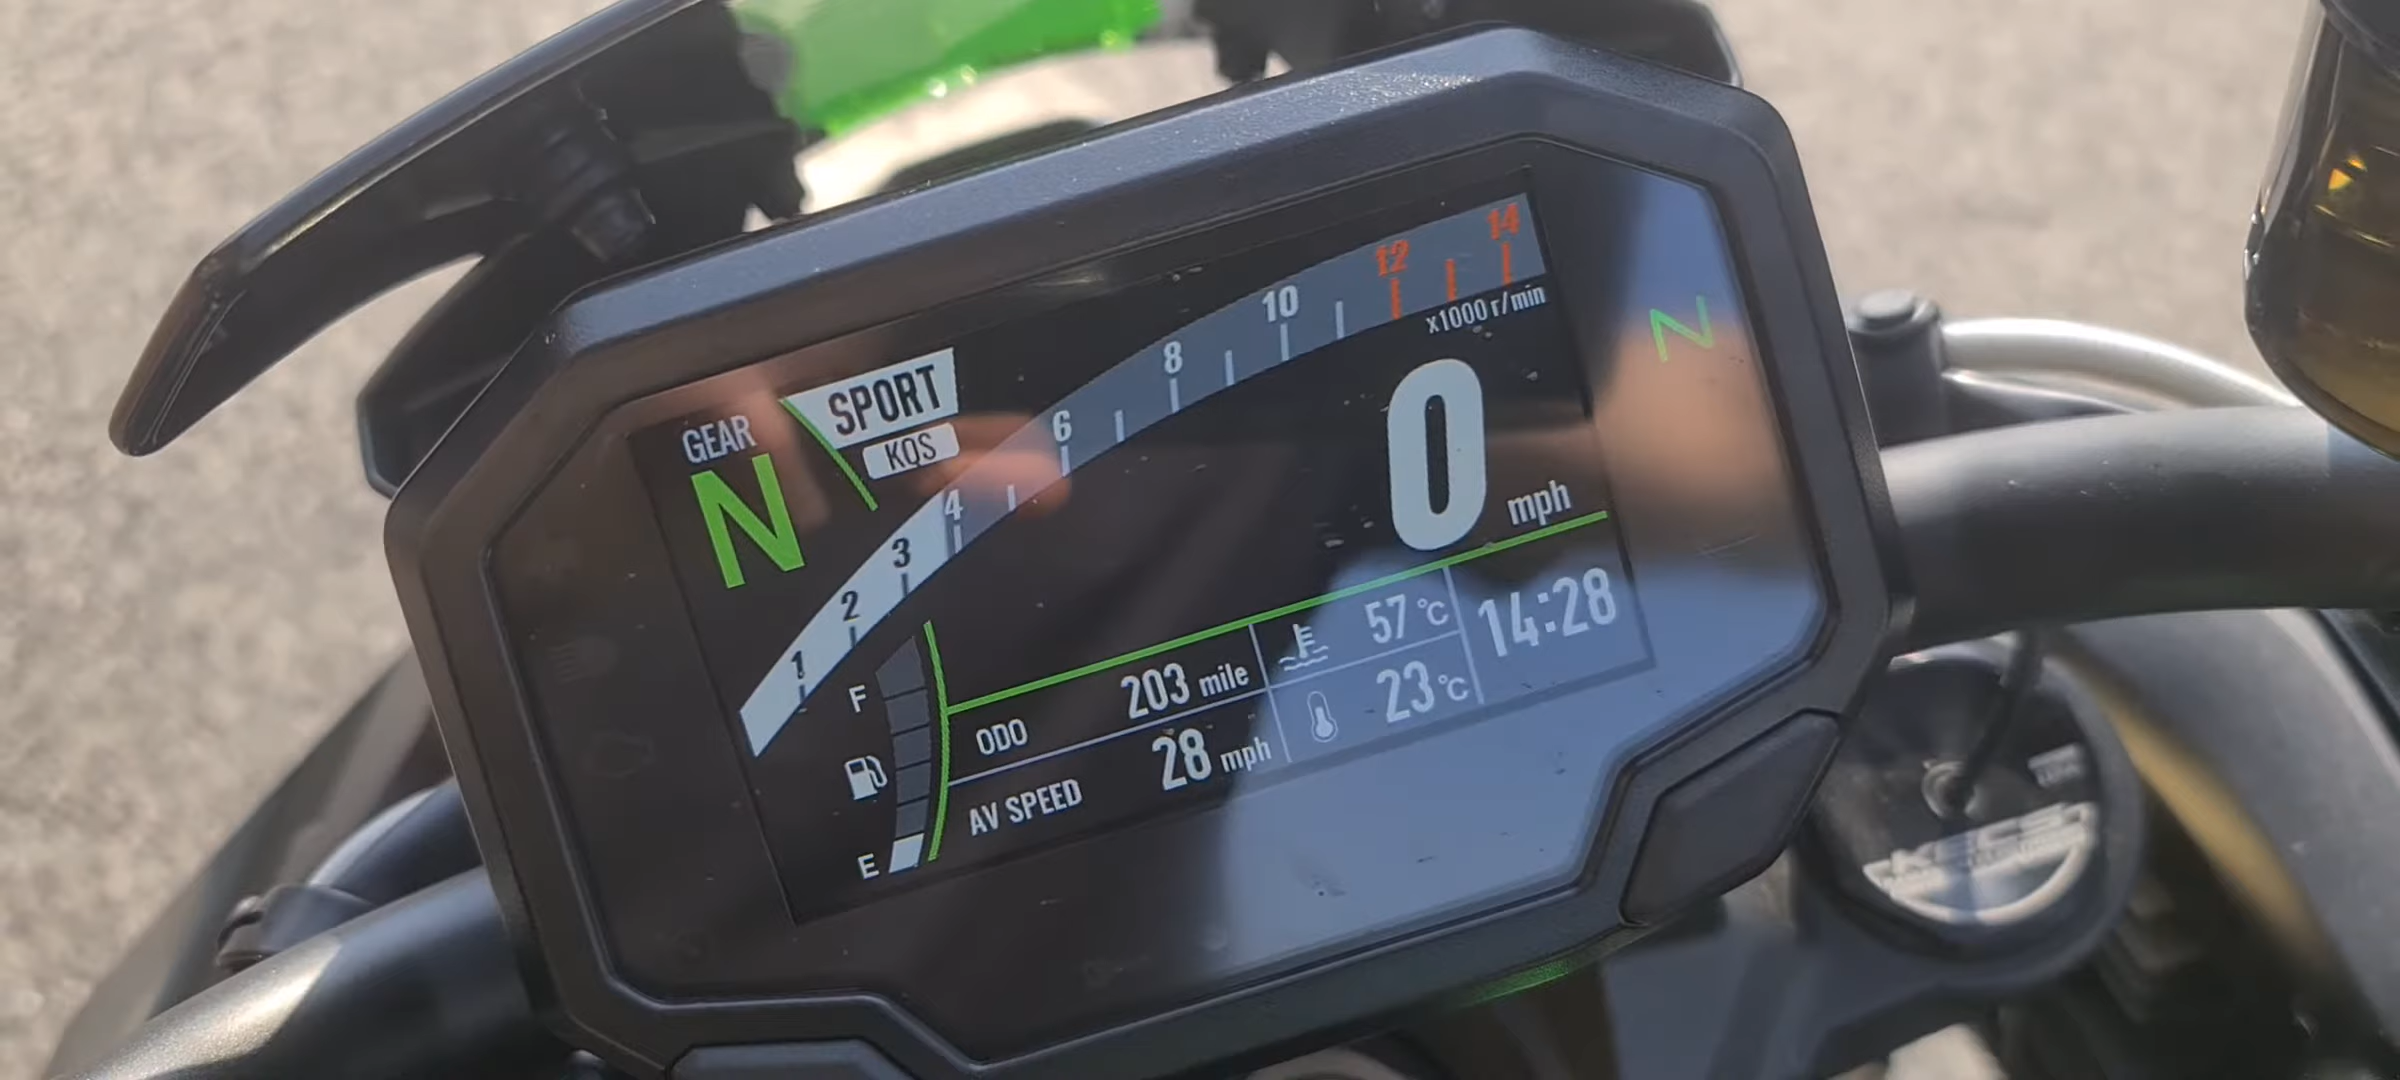 GEAR
N
SPORT
KQS
1 2 3 4 6 8 10 12 14
x1000 r/min
0 mph
N
F
E
ODO 203 mile
AV SPEED 28 mph
57 °C
23 °C
14:28